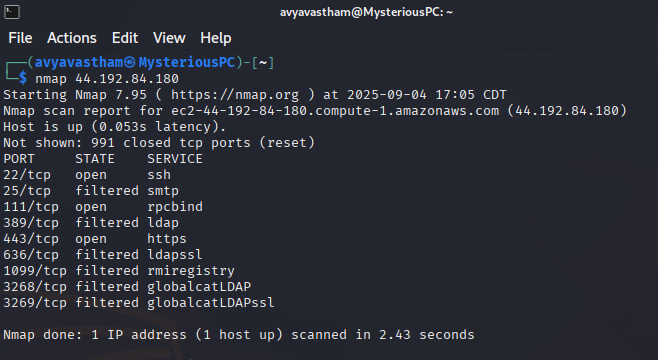 avyavastham@MysteriousPC: ~
File Actions Edit View Help
┌──(avyavastham㉿MysteriousPC)-[~]
└─$ nmap 44.192.84.180
Starting Nmap 7.95 ( https://nmap.org ) at 2025-09-04 17:05 CDT
Nmap scan report for ec2-44-192-84-180.compute-1.amazonaws.com (44.192.84.180)
Host is up (0.053s latency).
Not shown: 991 closed tcp ports (reset)
PORT     STATE    SERVICE
22/tcp   open     ssh
25/tcp   filtered smtp
111/tcp  open     rpcbind
389/tcp  filtered ldap
443/tcp  open     https
636/tcp  filtered ldapssl
1099/tcp filtered rmiregistry
3268/tcp filtered globalcatLDAP
3269/tcp filtered globalcatLDAPssl
Nmap done: 1 IP address (1 host up) scanned in 2.43 seconds